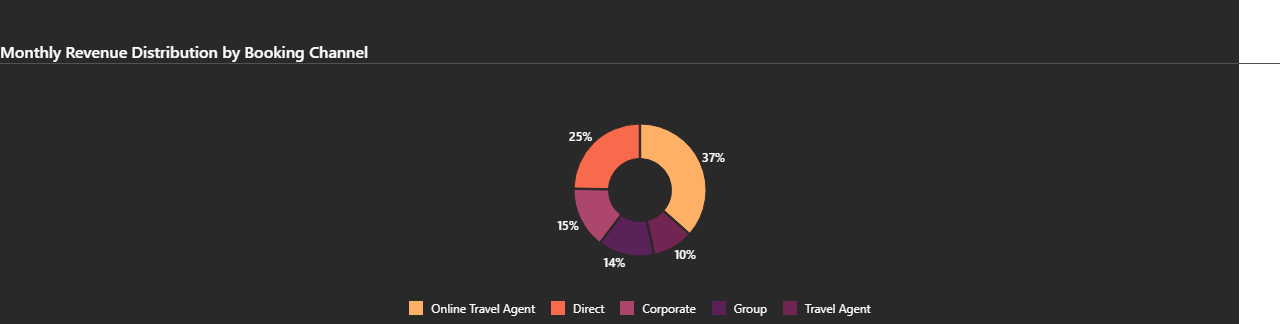 Monthly Revenue Distribution by Booking Channel
25%
37%
15%
14%
10%
Online Travel Agent Direct Corporate Group Travel Agent